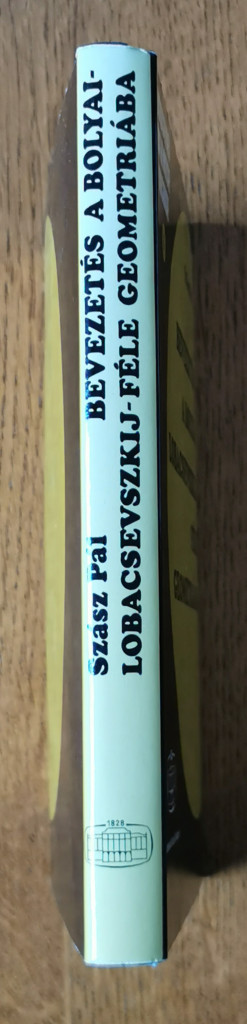 Szász Pál BEVEZETÉS A BOLYAI-
LOBACSEVSZKIJ-FÉLE GEOMETRIÁBA
1828